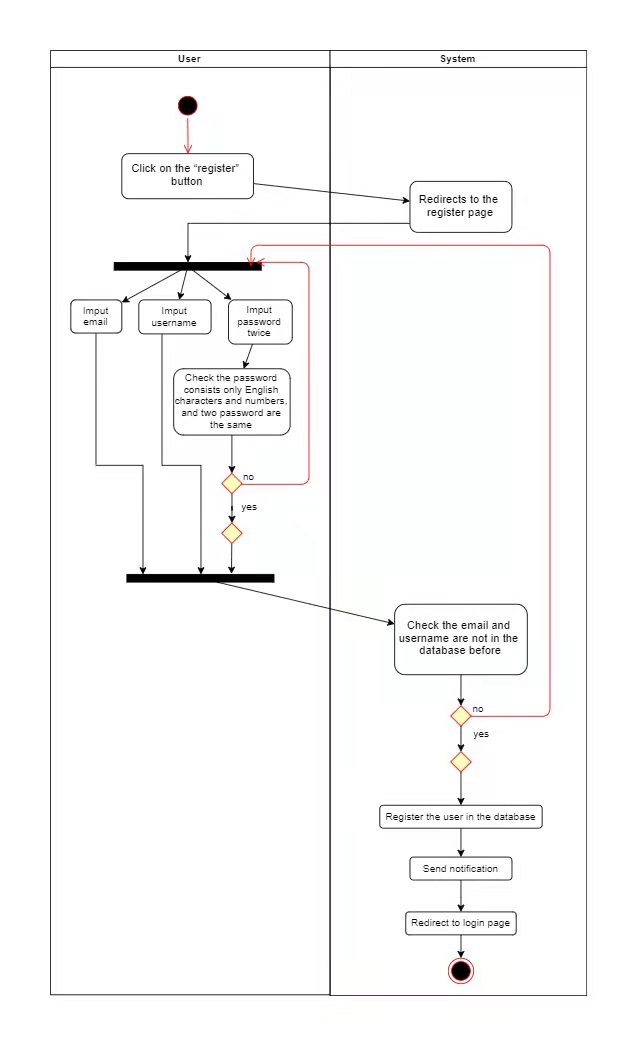 User
System
Click on the “register”
button
Redirects to the
register page
Imput
email
Imput
username
Imput
password
twice
Check the password
consists only English
characters and numbers,
and two password are
the same
no
yes
Check the email and
username are not in the
database before
no
yes
Register the user in the database
Send notification
Redirect to login page